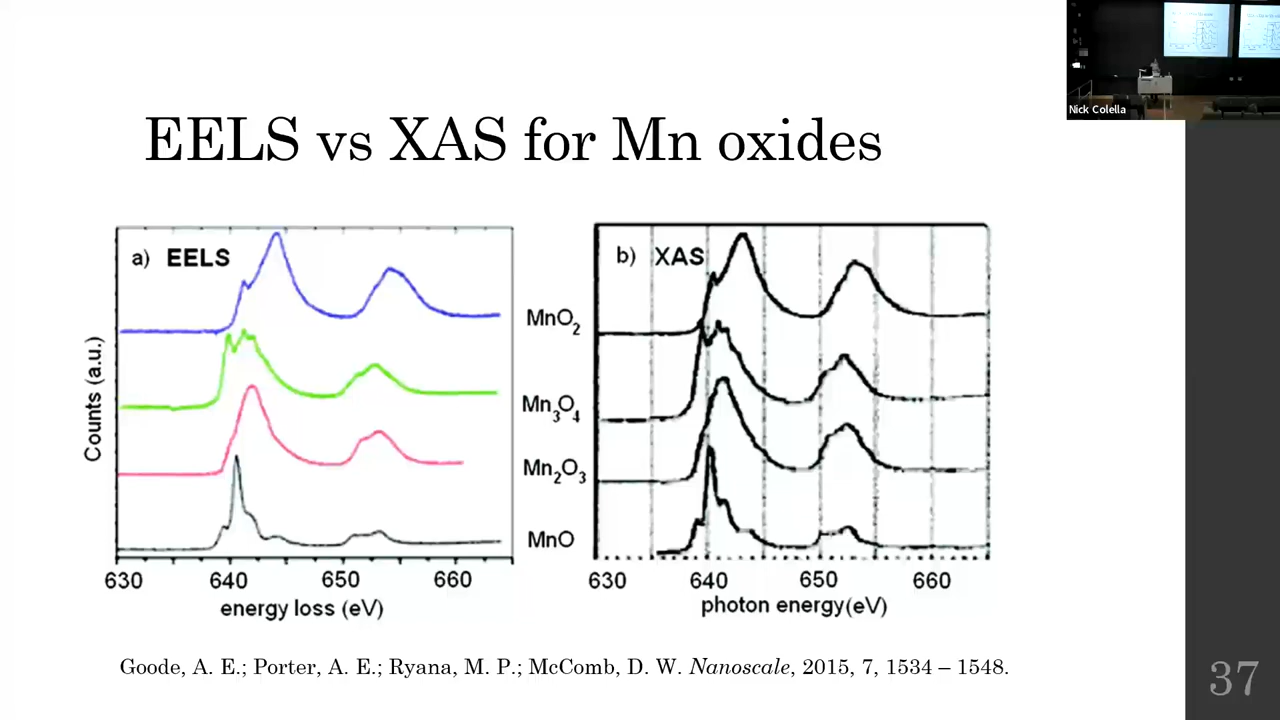 Nick Colella
EELS vs XAS for Mn oxides
a) EELS
Counts (a.u.)
630 640 650 660
energy loss (eV)
MnO2
Mn3O4
Mn2O3
MnO
b) XAS
630 640 650 660
photon energy(eV)
Goode, A. E.; Porter, A. E.; Ryana, M. P.; McComb, D. W. Nanoscale, 2015, 7, 1534 – 1548.
37